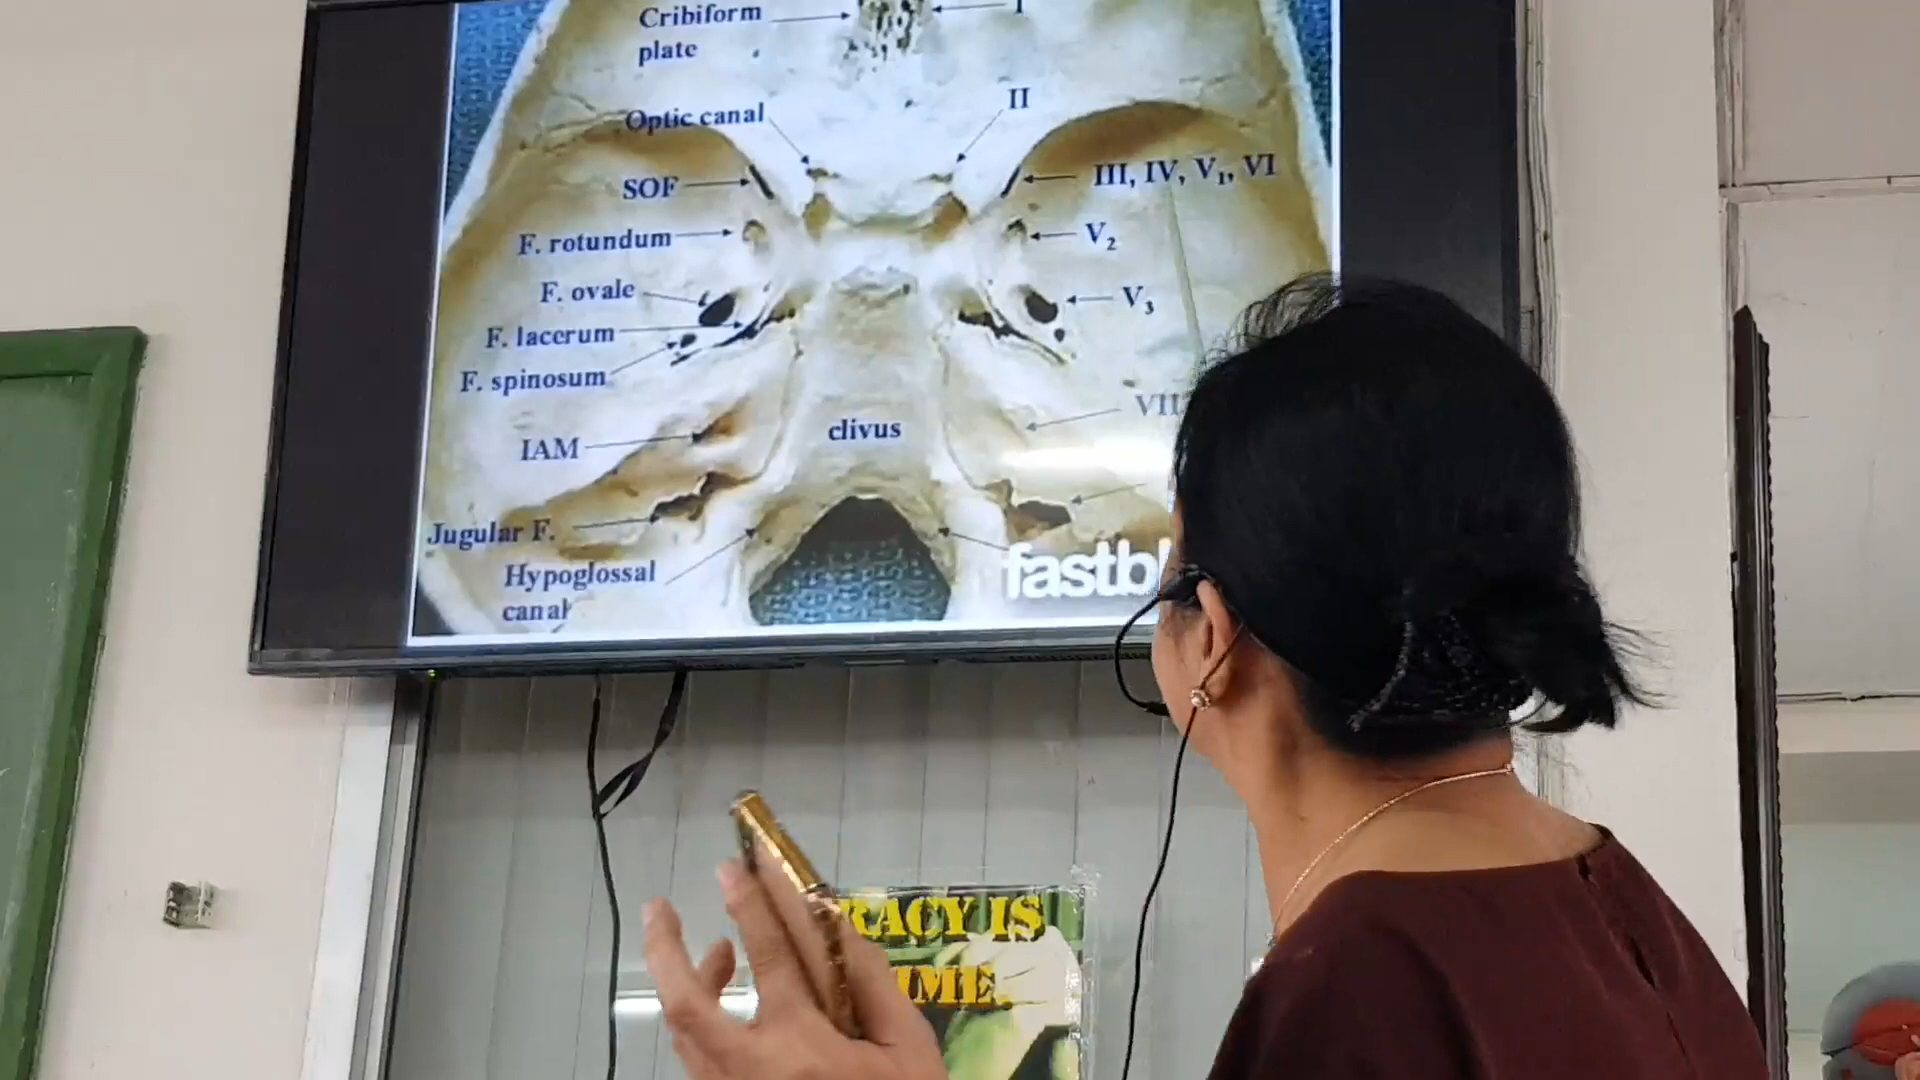 Cribiform
plate
I
Optic canal
II
SOF
III, IV, V₁, VI
F. rotundum
V₂
F. ovale
V₃
F. lacerum
F. spinosum
VII
IAM
clivus
Jugular F.
Hypoglossal
canal
fastbl
RACY IS
IME.